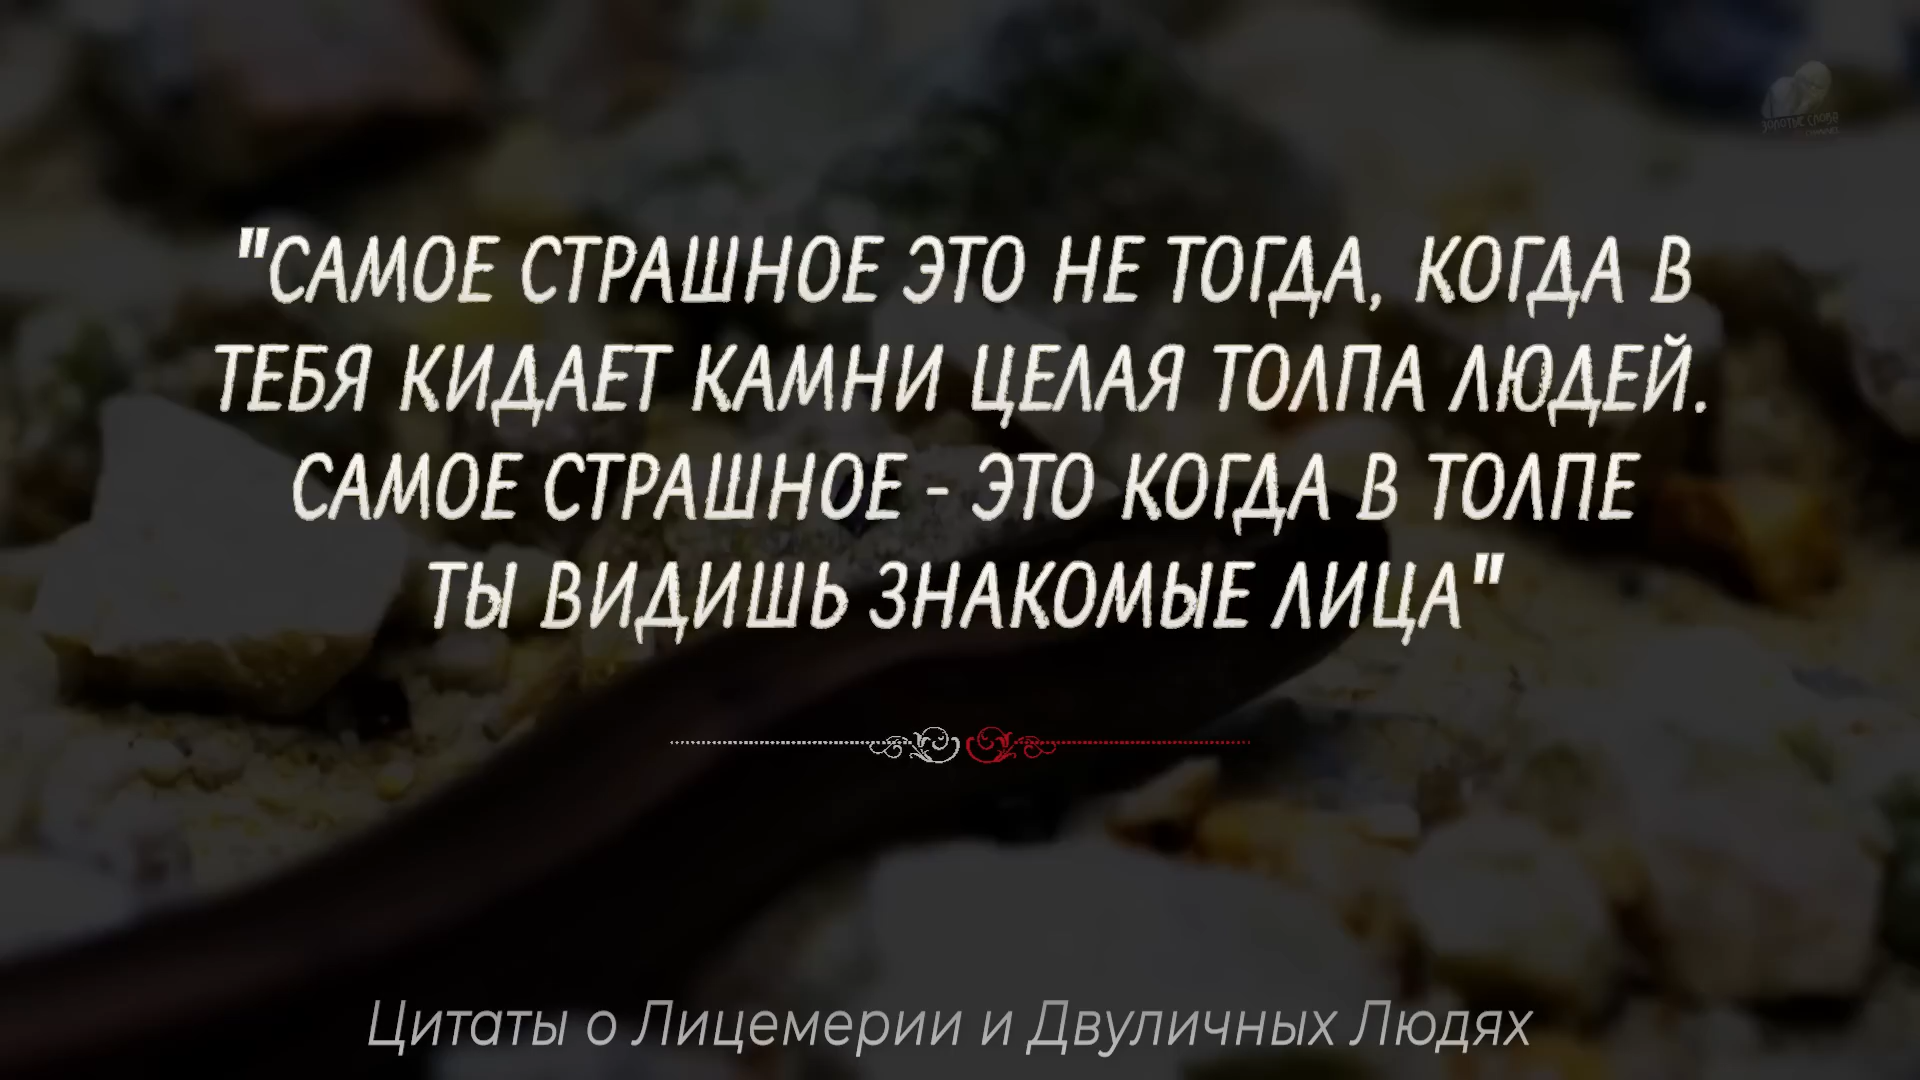 "САМОЕ СТРАШНОЕ ЭТО НЕ ТОГДА, КОГДА В
ТЕБЯ КИДАЕТ КАМНИ ЦЕЛАЯ ТОЛПА ЛЮДЕЙ.
САМОЕ СТРАШНОЕ - ЭТО КОГДА В ТОЛПЕ
ТЫ ВИДИШЬ ЗНАКОМЫЕ ЛИЦА"
Цитаты о Лицемерии и Двуличных Людях